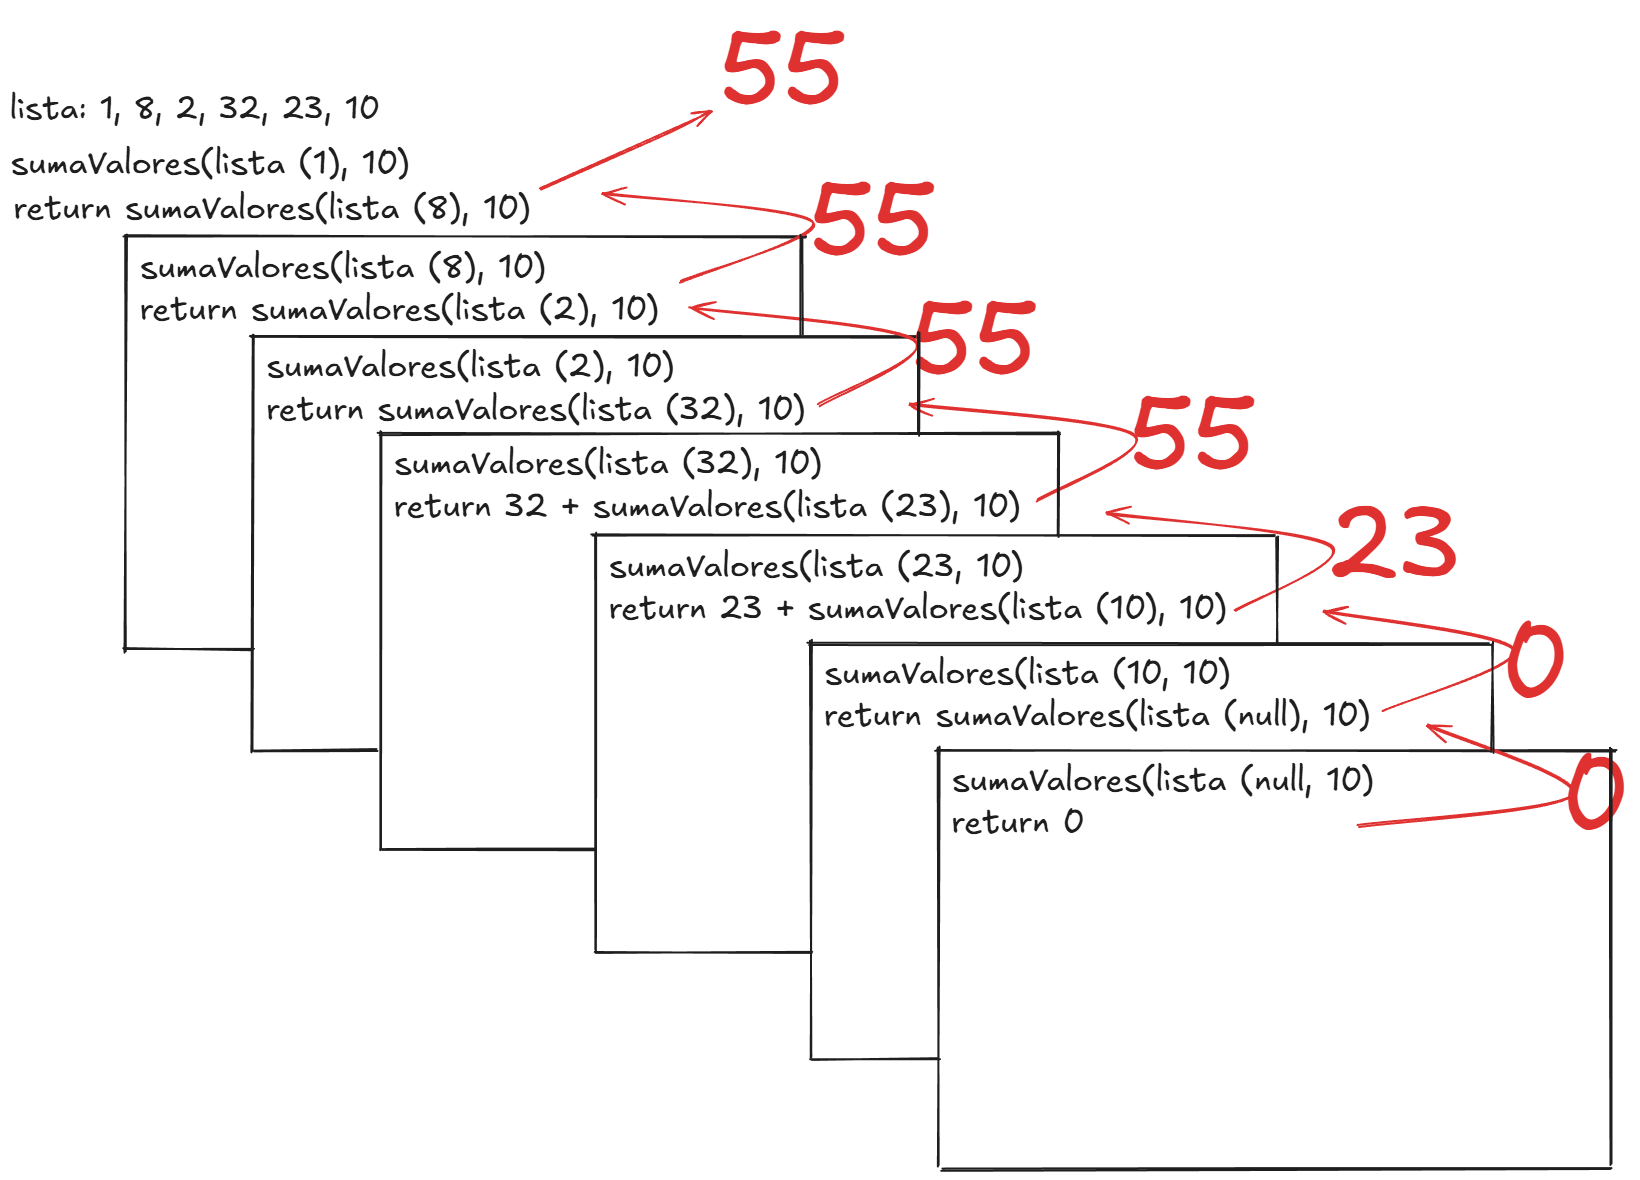 55
lista: 1, 8, 2, 32, 23, 10
sumaValores(lista (1), 10)
return sumaValores(lista (8), 10)
55
sumaValores(lista (8), 10)
return sumaValores(lista (2), 10)
55
sumaValores(lista (2), 10)
return sumaValores(lista (32), 10)
55
sumaValores(lista (32), 10)
return 32 + sumaValores(lista (23), 10)
23
sumaValores(lista (23, 10)
return 23 + sumaValores(lista (10), 10)
0
sumaValores(lista (10, 10)
return sumaValores(lista (null), 10)
0
sumaValores(lista (null, 10)
return 0